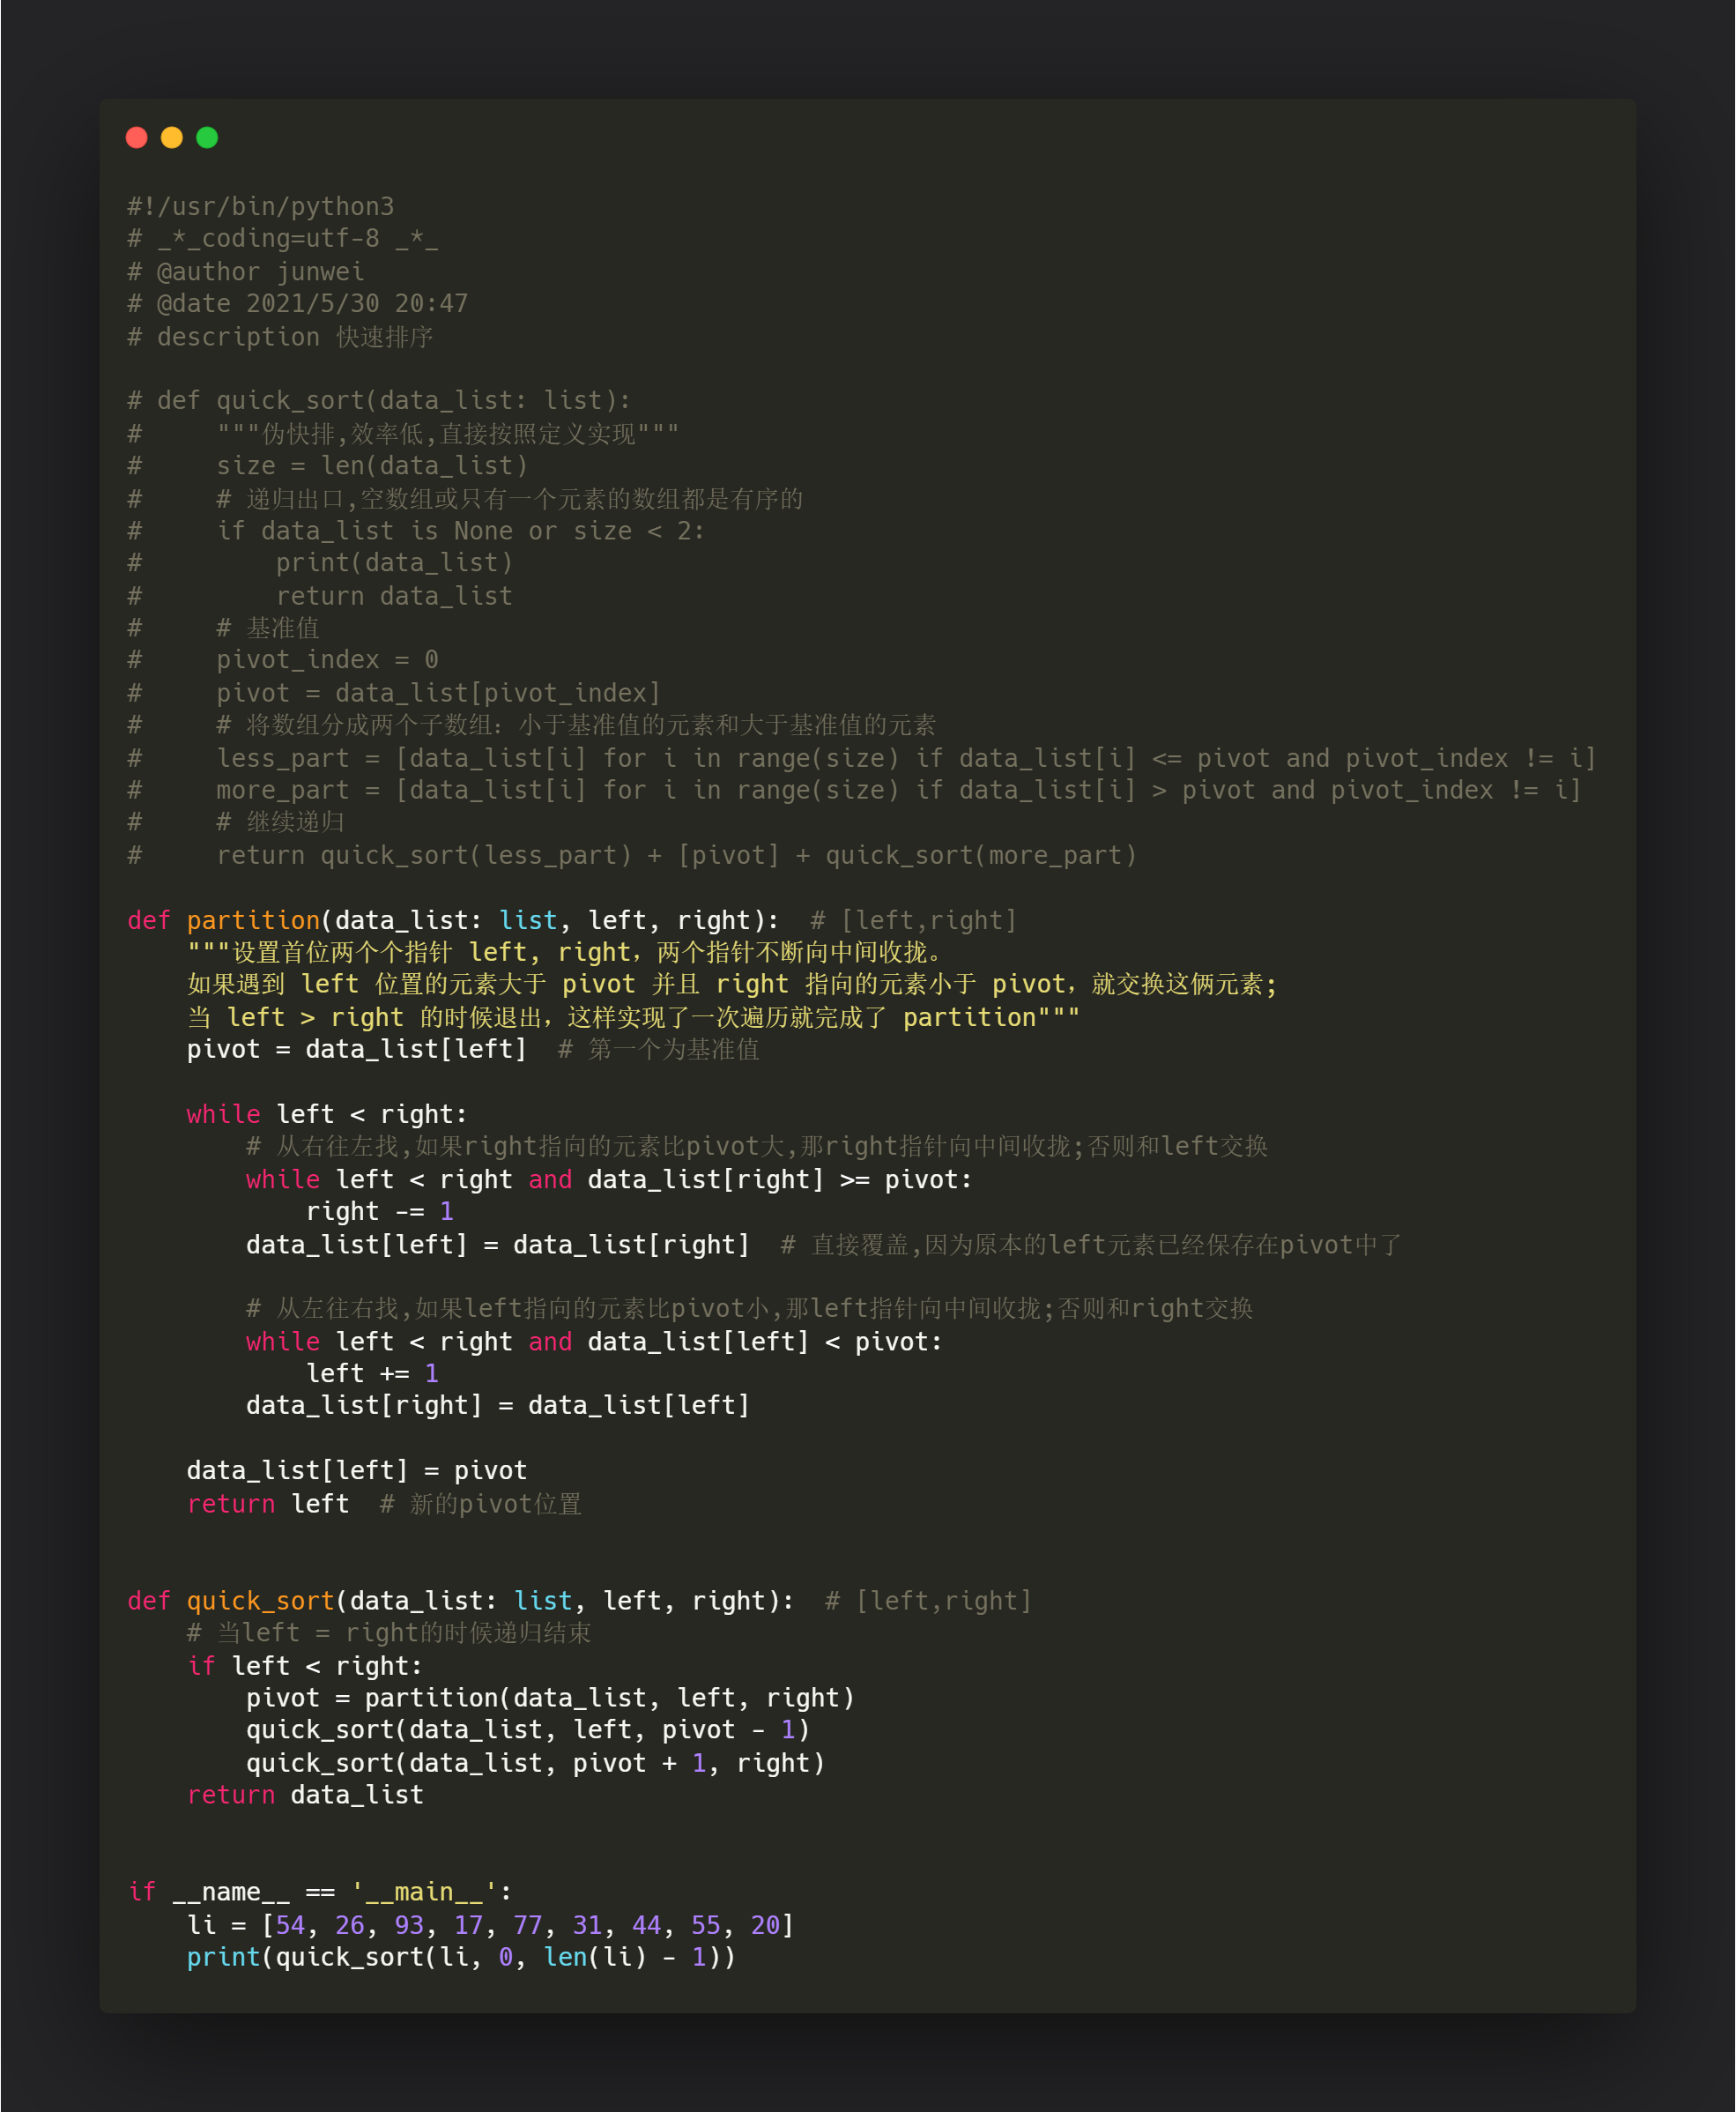 #!/usr/bin/python3
# _*_coding=utf-8 _*_
# @author junwei
# @date 2021/5/30 20:47
# description 快速排序

# def quick_sort(data_list: list):
#     """伪快排,效率低,直接按照定义实现"""
#     size = len(data_list)
#     # 递归出口,空数组或只有一个元素的数组都是有序的
#     if data_list is None or size < 2:
#         print(data_list)
#         return data_list
#     # 基准值
#     pivot_index = 0
#     pivot = data_list[pivot_index]
#     # 将数组分成两个子数组：小于基准值的元素和大于基准值的元素
#     less_part = [data_list[i] for i in range(size) if data_list[i] <= pivot and pivot_index != i]
#     more_part = [data_list[i] for i in range(size) if data_list[i] > pivot and pivot_index != i]
#     # 继续递归
#     return quick_sort(less_part) + [pivot] + quick_sort(more_part)

def partition(data_list: list, left, right):  # [left,right]
    """设置首位两个个指针 left, right，两个指针不断向中间收拢。
    如果遇到 left 位置的元素大于 pivot 并且 right 指向的元素小于 pivot，就交换这俩元素;
    当 left > right 的时候退出，这样实现了一次遍历就完成了 partition"""
    pivot = data_list[left]  # 第一个为基准值

    while left < right:
        # 从右往左找,如果right指向的元素比pivot大,那right指针向中间收拢;否则和left交换
        while left < right and data_list[right] >= pivot:
            right -= 1
        data_list[left] = data_list[right]  # 直接覆盖,因为原本的left元素已经保存在pivot中了

        # 从左往右找,如果left指向的元素比pivot小,那left指针向中间收拢;否则和right交换
        while left < right and data_list[left] < pivot:
            left += 1
        data_list[right] = data_list[left]

    data_list[left] = pivot
    return left  # 新的pivot位置


def quick_sort(data_list: list, left, right):  # [left,right]
    # 当left = right的时候递归结束
    if left < right:
        pivot = partition(data_list, left, right)
        quick_sort(data_list, left, pivot - 1)
        quick_sort(data_list, pivot + 1, right)
    return data_list


if __name__ == '__main__':
    li = [54, 26, 93, 17, 77, 31, 44, 55, 20]
    print(quick_sort(li, 0, len(li) - 1))